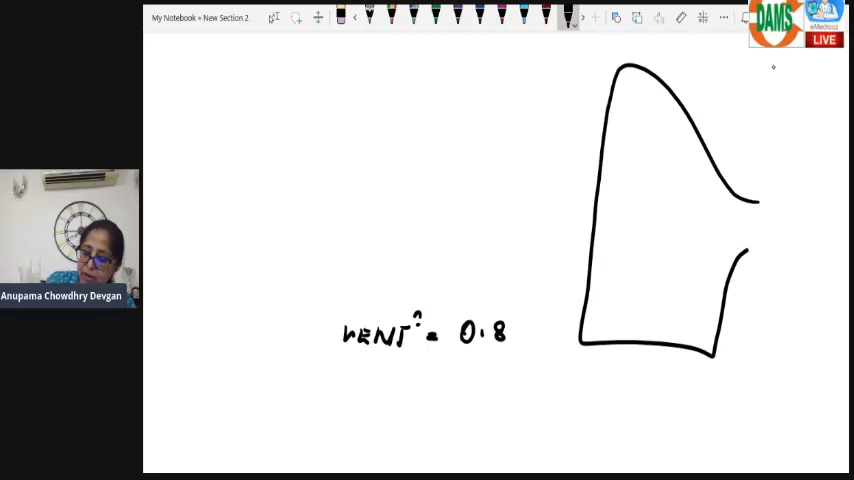 My Notebook » New Section 2
DAMS
eMedicoz
LIVE
Anupama Chowdhry Devgan
VENT^n = 0.8